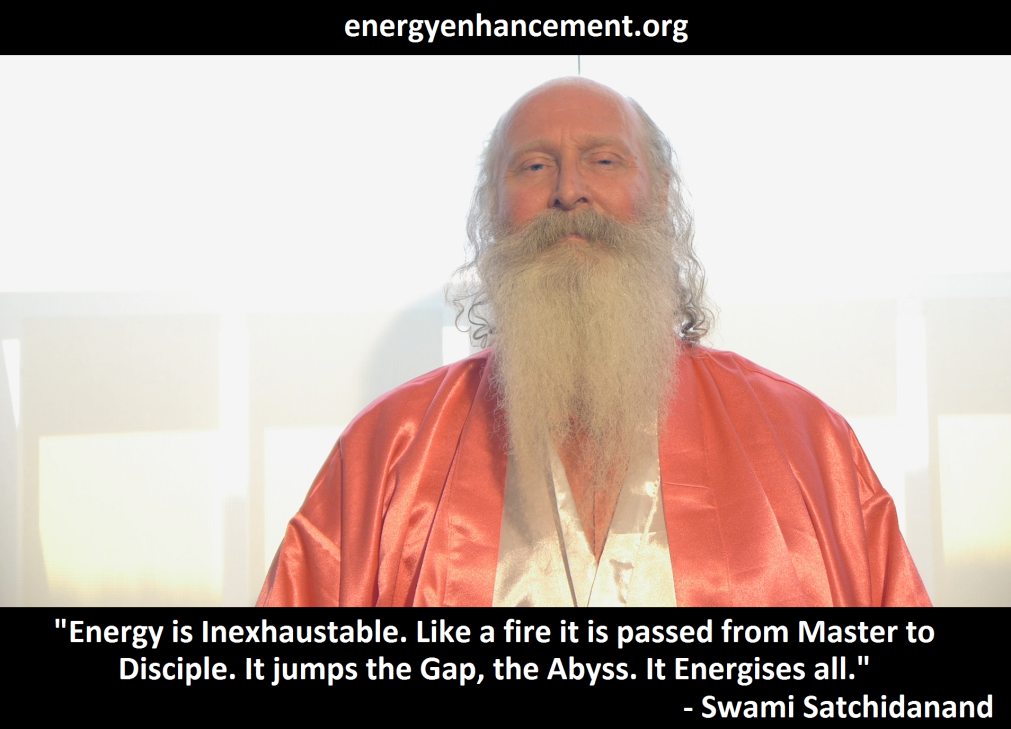 energyenhancement.org
"Energy is Inexhaustable. Like a fire it is passed from Master to
Disciple. It jumps the Gap, the Abyss. It Energises all."
- Swami Satchidanand